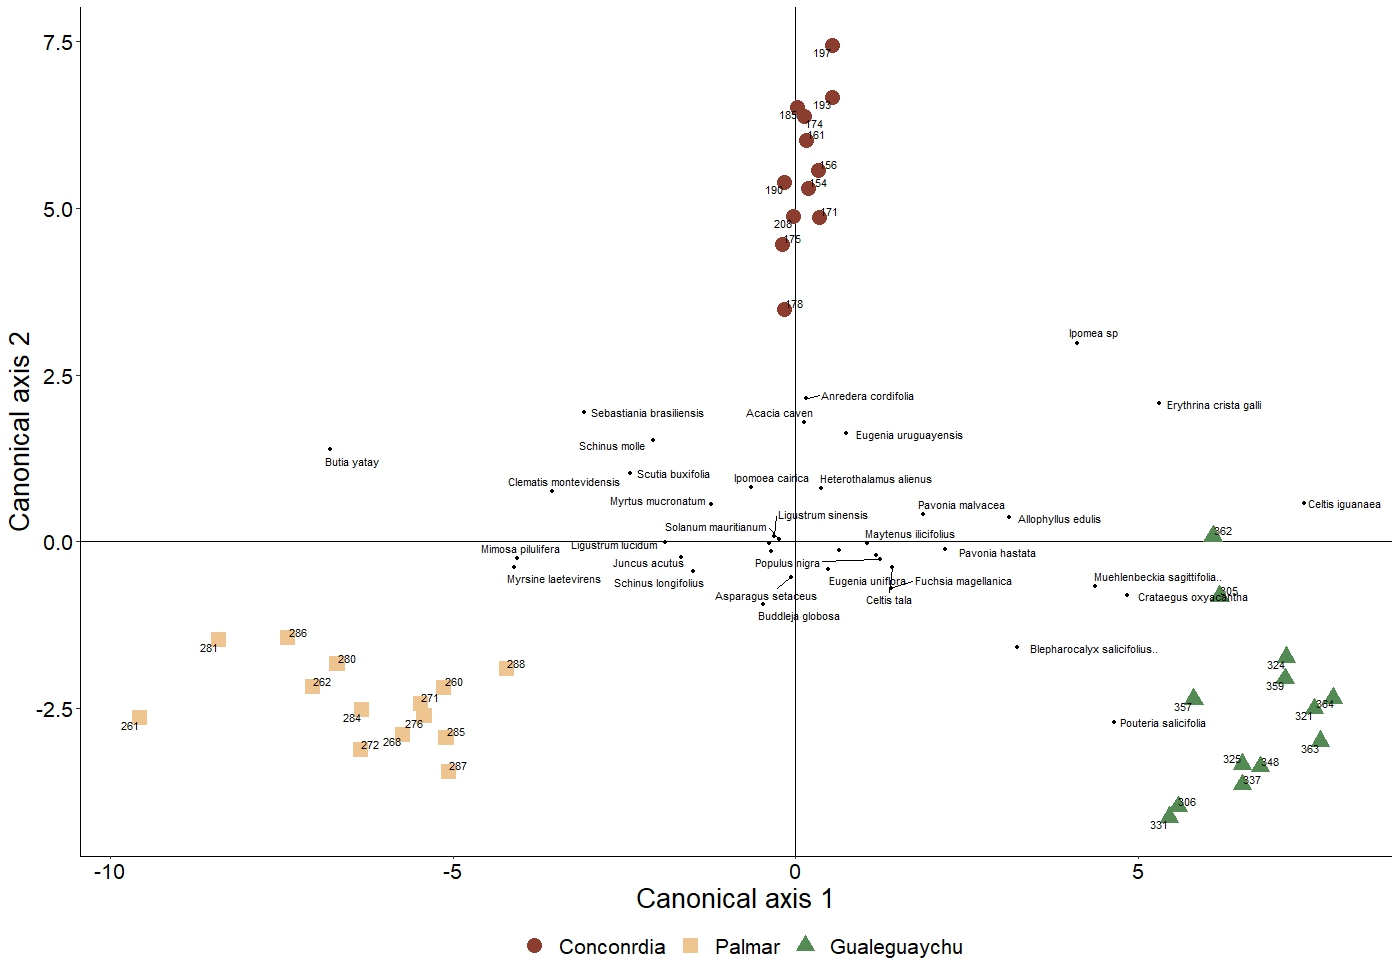 7.5
197
193
185
174
161
156
190
154
5.0
171
208
175
178
Ipomea sp
2.5
Anredera cordifolia
Erythrina crista galli
Sebastiania brasiliensis
Acacia caven
Eugenia uruguayensis
Schinus molle
Butia yatay
Scutia buxifolia
Clematis montevidensis
Ipomoea cairica
Heterothalamus alienus
Myrtus mucronatum
Pavonia malvacea
Celtis iguanaea
Ligustrum sinensis
Allophyllus edulis
Solanum mauritianum
362
Maytenus ilicifolius
0.0
Mimosa pilulifera
Ligustrum lucidum
Pavonia hastata
Juncus acutus
Populus nigra
Myrsine laetevirens
Schinus longifolius
Eugenia uniflora
Fuchsia magellanica
Muehlenbeckia sagittifolia..
305
Asparagus setaceus
Celtis tala
Crataegus oxyacantha
Buddleja globosa
286
281
Blepharocalyx salicifolius..
280
288
324
262
260
359
271
364
357
321
-2.5
284
276
261
Pouteria salicifolia
285
268
272
363
287
325
348
337
306
331
-10
-5
0
5
Canonical axis 2
Canonical axis 1
Conconrdia
Palmar
Gualeguaychu